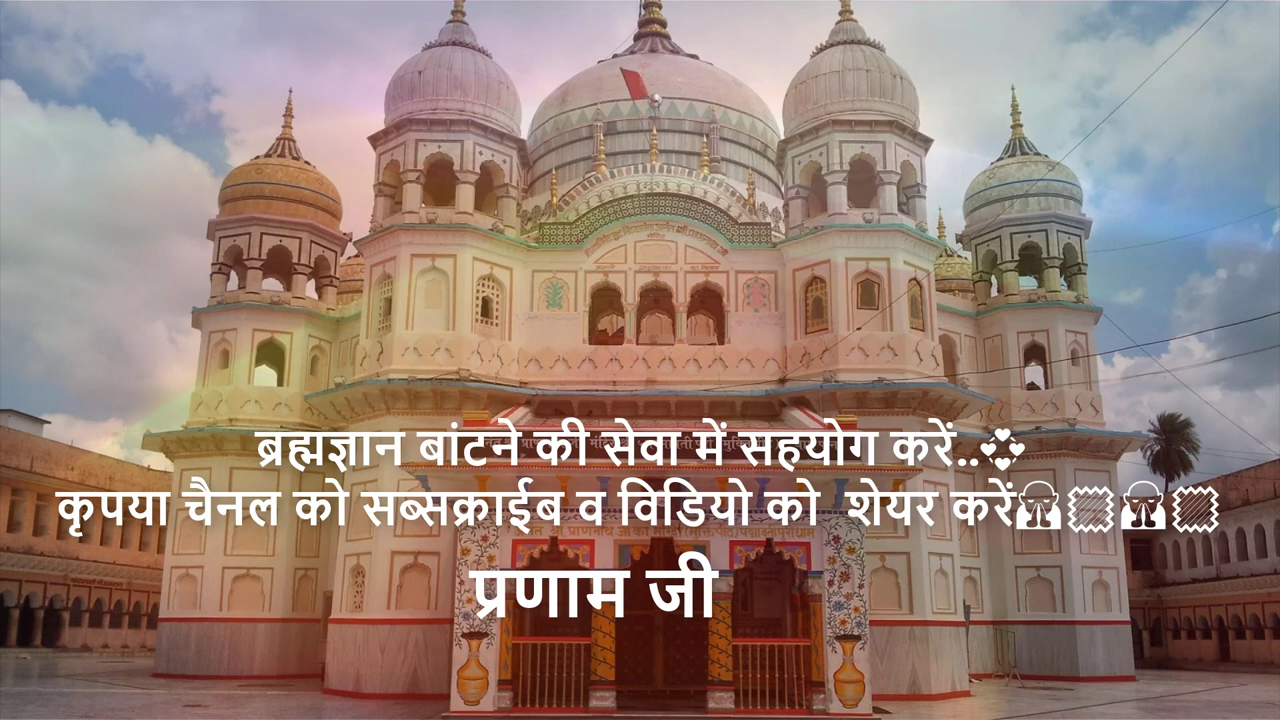 ब्रह्मज्ञान बांटने की सेवा में सहयोग करें..💞
कृपया चैनल को सब्सक्राईब व विडियो को शेयर करें
प्रणाम जी